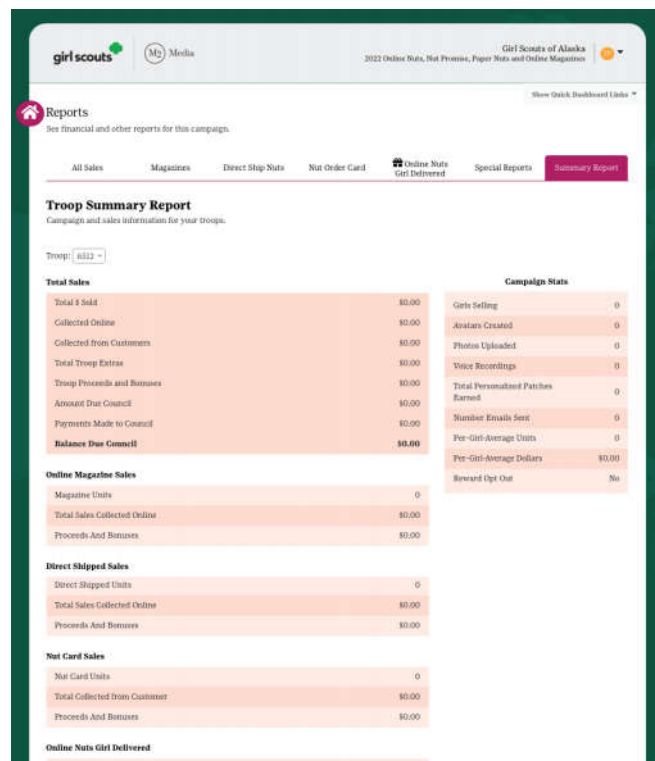 girl scouts
M2 Media
Girl Scouts of Alaska
2022 Online Nuts, Nut Promise, Paper Nuts and Online Magazines
Show Quick Dashboard Links
Reports
See financial and other reports for this campaign.
All Sales
Magazines
Direct Ship Nuts
Nut Order Card
Online Nuts
Girl Delivered
Special Reports
Summary Report
Troop Summary Report
Campaign and sales information for your troops.
Troop:
Total Sales
Total $ Sold $0.00
Collected Online $0.00
Collected from Customers $0.00
Total Troop Extras $0.00
Troop Proceeds and Bonuses $0.00
Amount Due Council $0.00
Payments Made to Council $0.00
Balance Due Council $0.00
Campaign Stats
Girls Selling 0
Avatars Created 0
Photos Uploaded 0
Voice Recordings 0
Total Personalized Patches
Earned 0
Number Emails Sent 0
Per-Girl-Average Units 0
Per-Girl-Average Dollars $0.00
Reward Opt Out No
Online Magazine Sales
Magazine Units 0
Total Sales Collected Online $0.00
Proceeds And Bonuses $0.00
Direct Shipped Sales
Direct Shipped Units 0
Total Sales Collected Online $0.00
Proceeds And Bonuses $0.00
Nut Card Sales
Nut Card Units 0
Total Collected from Customer $0.00
Proceeds And Bonuses $0.00
Online Nuts Girl Delivered